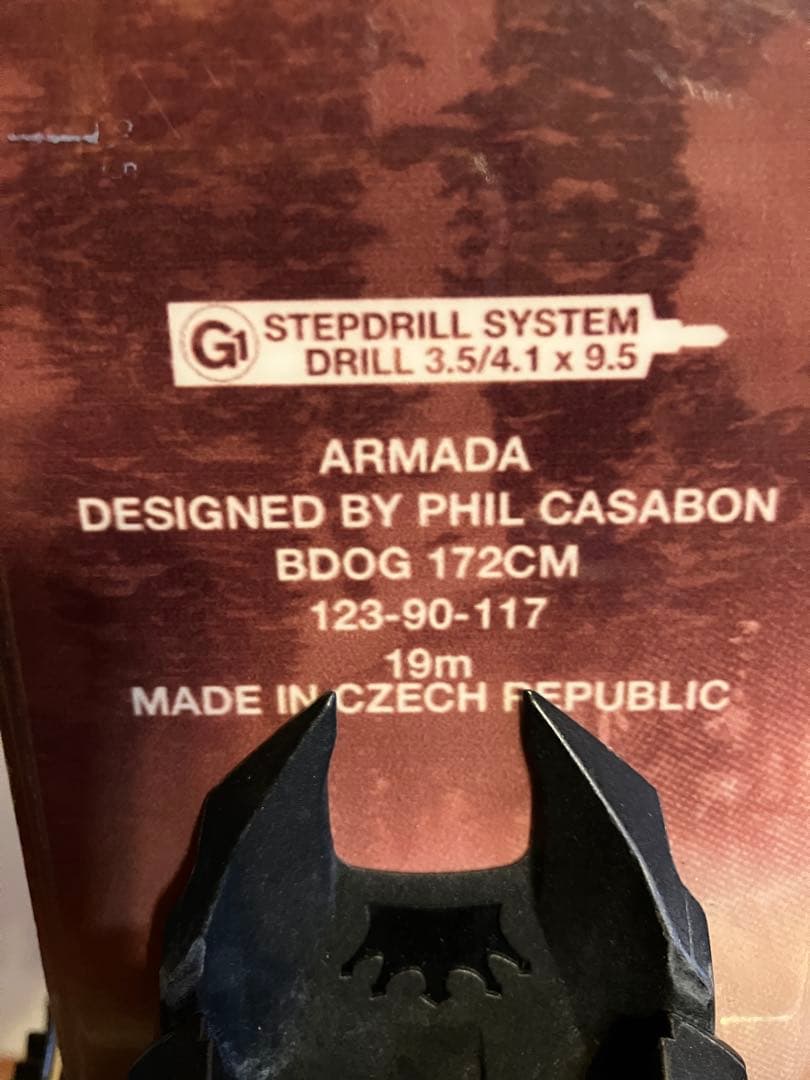 G1 STEPDRILL SYSTEM
DRILL 3.5/4.1 x 9.5
ARMADA
DESIGNED BY PHIL CASABON
BDOG 172CM
123-90-117
19m
MADE IN CZECH REPUBLIC